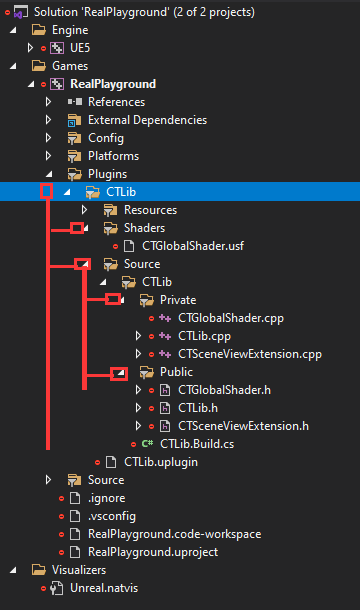 Solution 'RealPlayground' (2 of 2 projects)
Engine
UE5
Games
RealPlayground
References
External Dependencies
Config
Platforms
Plugins
CTLib
Resources
Shaders
CTGlobalShader.usf
Source
CTLib
Private
CTGlobalShader.cpp
CTLib.cpp
CTSceneViewExtension.cpp
Public
CTGlobalShader.h
CTLib.h
CTSceneViewExtension.h
C# CTLib.Build.cs
CTLib.uplugin
Source
.ignore
.vsconfig
RealPlayground.code-workspace
RealPlayground.uproject
Visualizers
Unreal.natvis